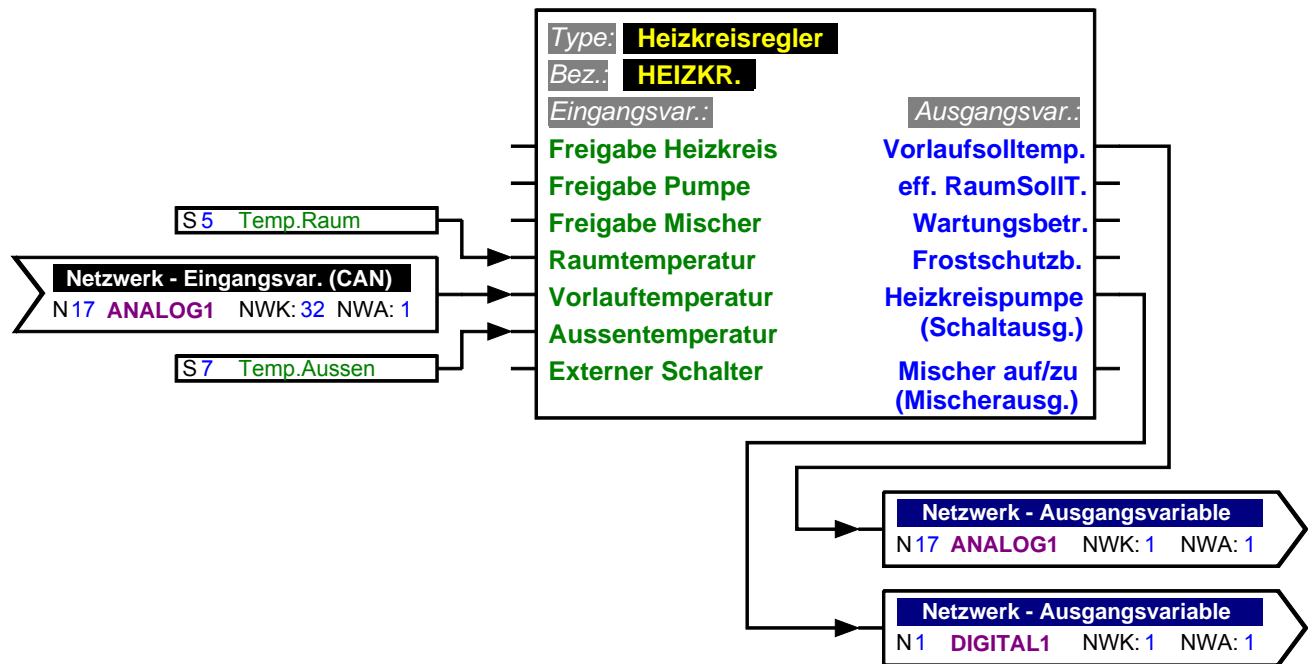 Type: Heizkreisregler
Bez.: HEIZKR.
Eingangsvar.: Ausgangsvar.:
Freigabe Heizkreis Vorlaufsolltemp.
Freigabe Pumpe eff. RaumSollT.
S 5 Temp.Raum Freigabe Mischer Wartungsbetr.
Raumtemperatur Frostschutzb.
Netzwerk - Eingangsvar. (CAN)
N 17 ANALOG1 NWK: 32 NWA: 1 Vorlauftemperatur Heizkreispumpe
Aussentemperatur (Schaltausg.)
S 7 Temp.Aussen Externer Schalter Mischer auf/zu
(Mischerausg.)
Netzwerk - Ausgangsvariable
N 17 ANALOG1 NWK: 1 NWA: 1
Netzwerk - Ausgangsvariable
N 1 DIGITAL1 NWK: 1 NWA: 1